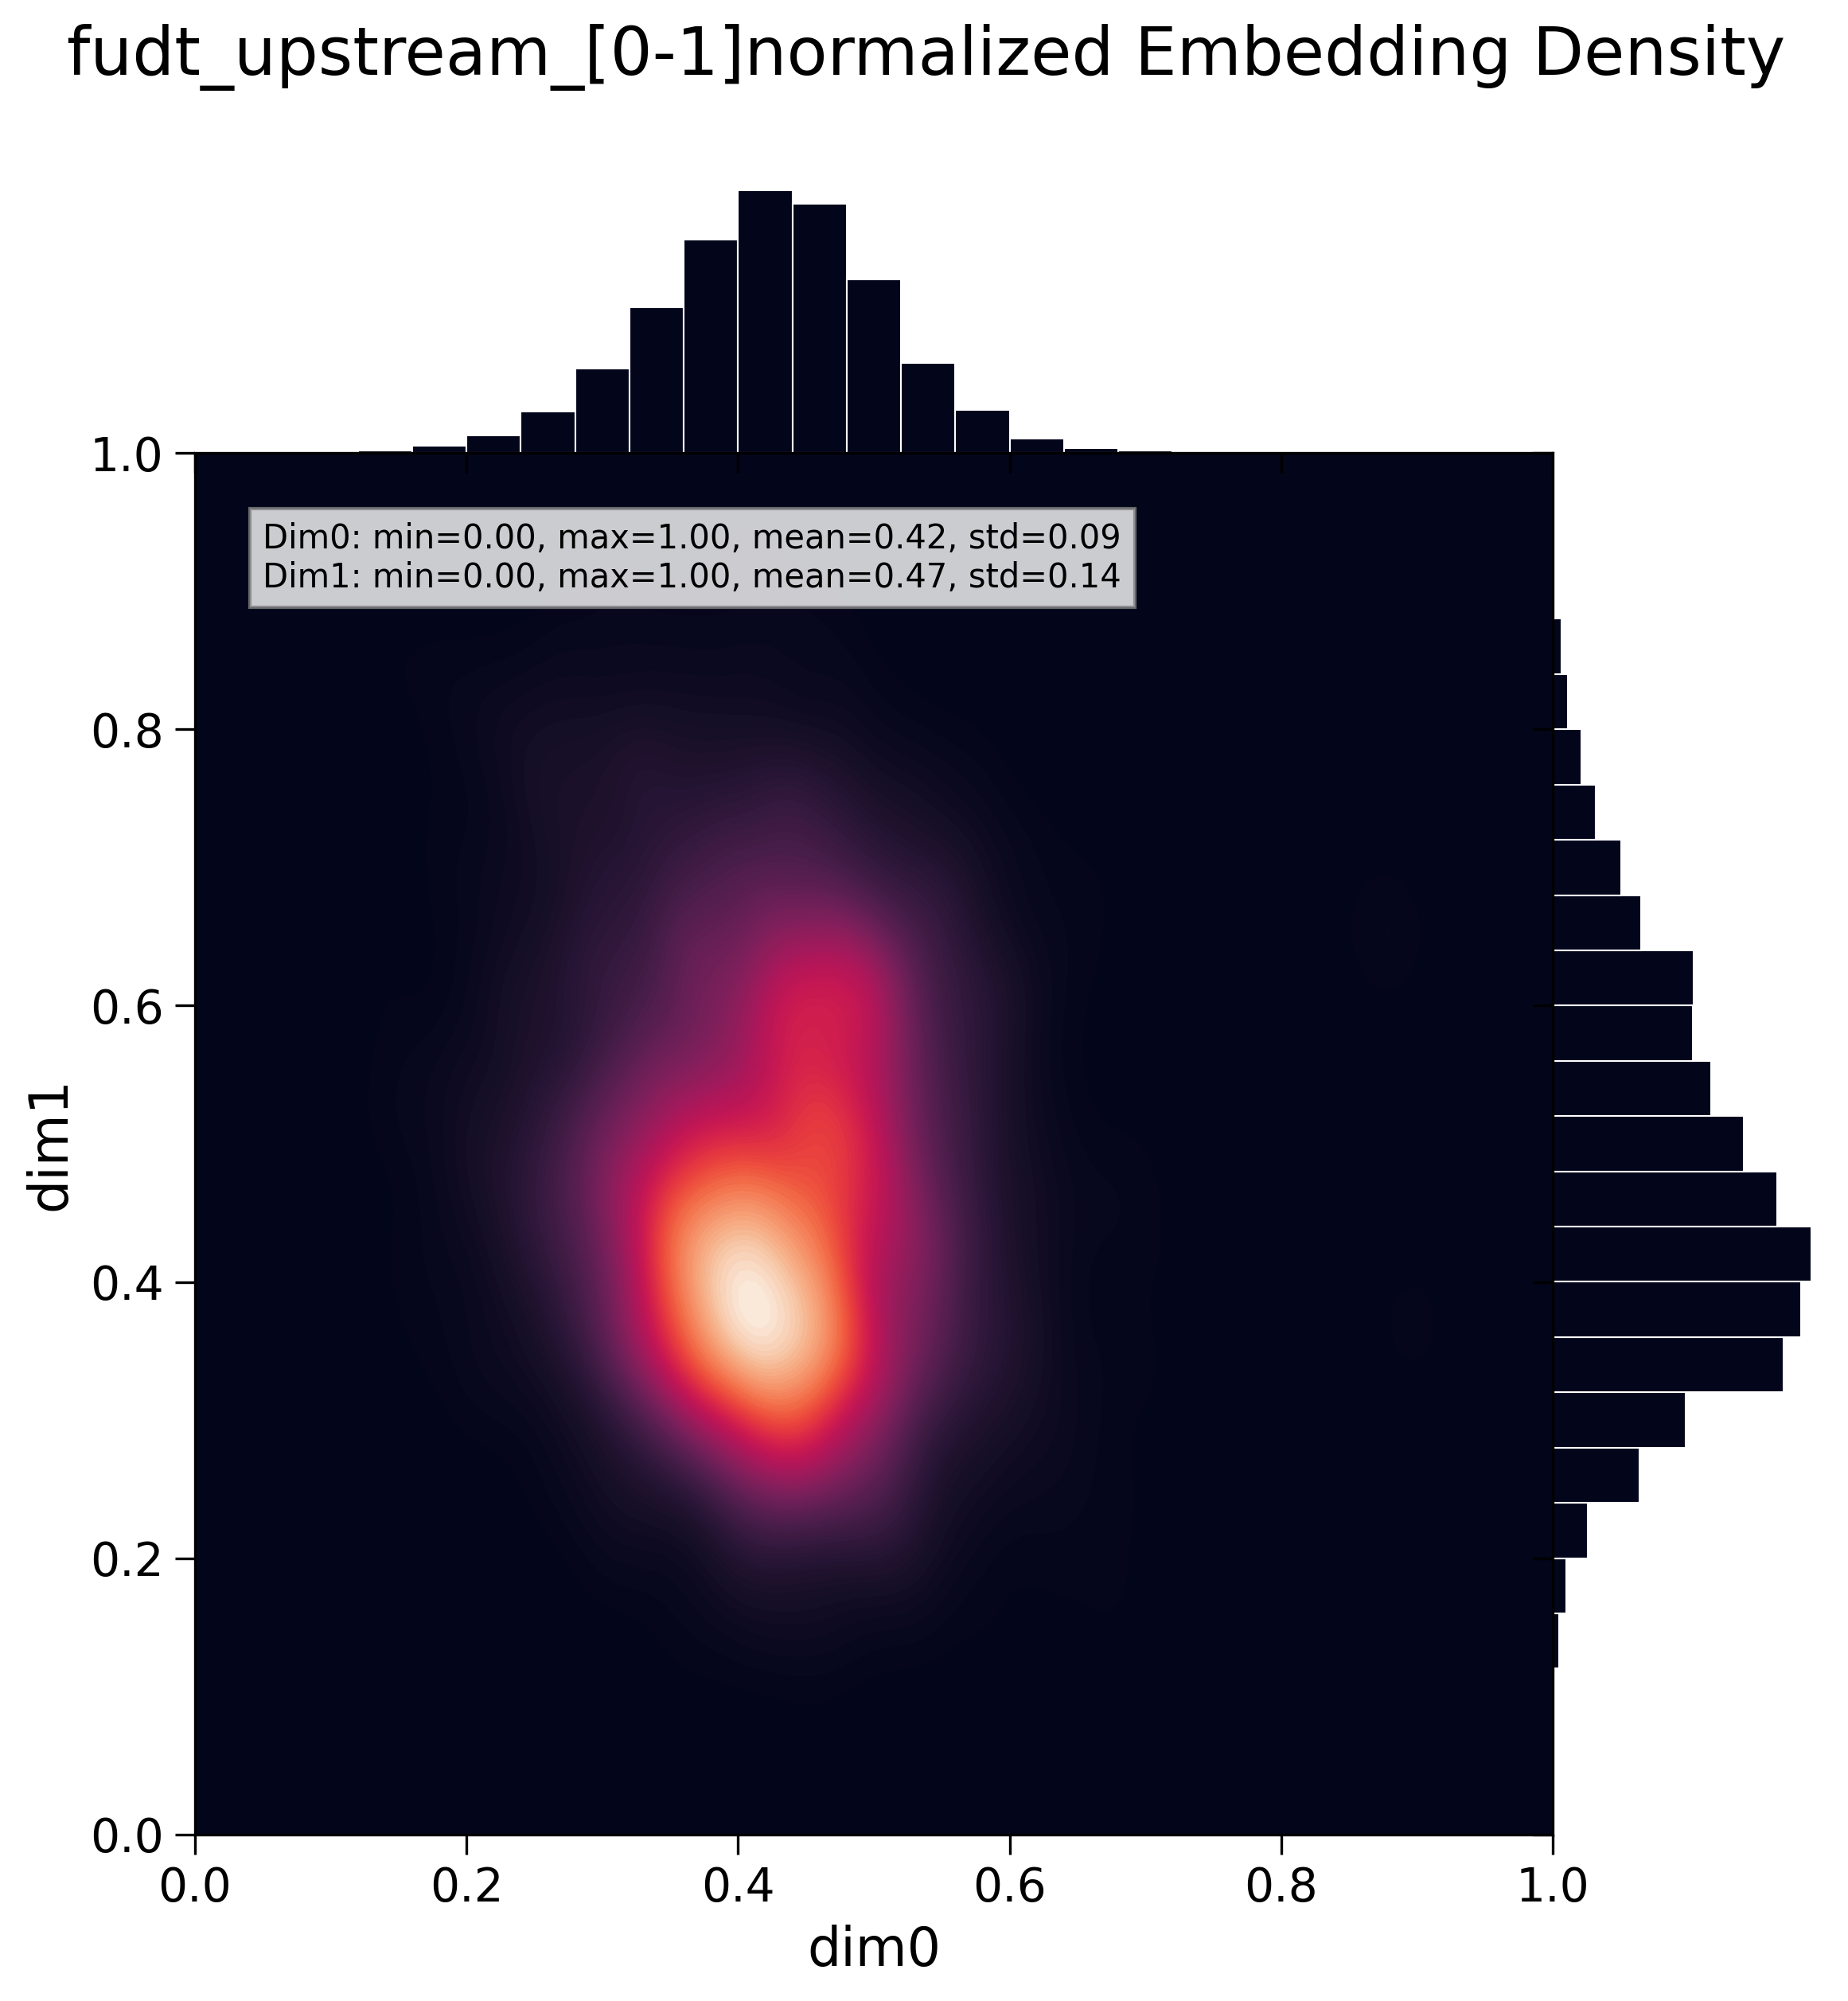 fudt_upstream_[0-1]normalized Embedding Density
1.0
Dim0: min=0.00, max=1.00, mean=0.42, std=0.09
Dim1: min=0.00, max=1.00, mean=0.47, std=0.14
0.8
0.6
dim1
0.4
0.2
0.0
0.0 0.2 0.4 0.6 0.8 1.0
dim0